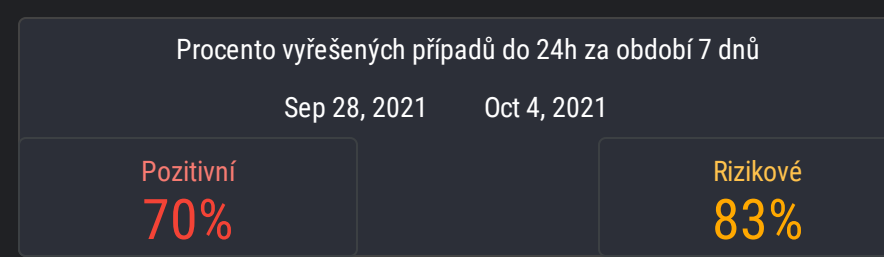 Procento vyřešených případů do 24h za období 7 dnů
Sep 28, 2021 Oct 4, 2021
Pozitivní Rizikové
70% 83%